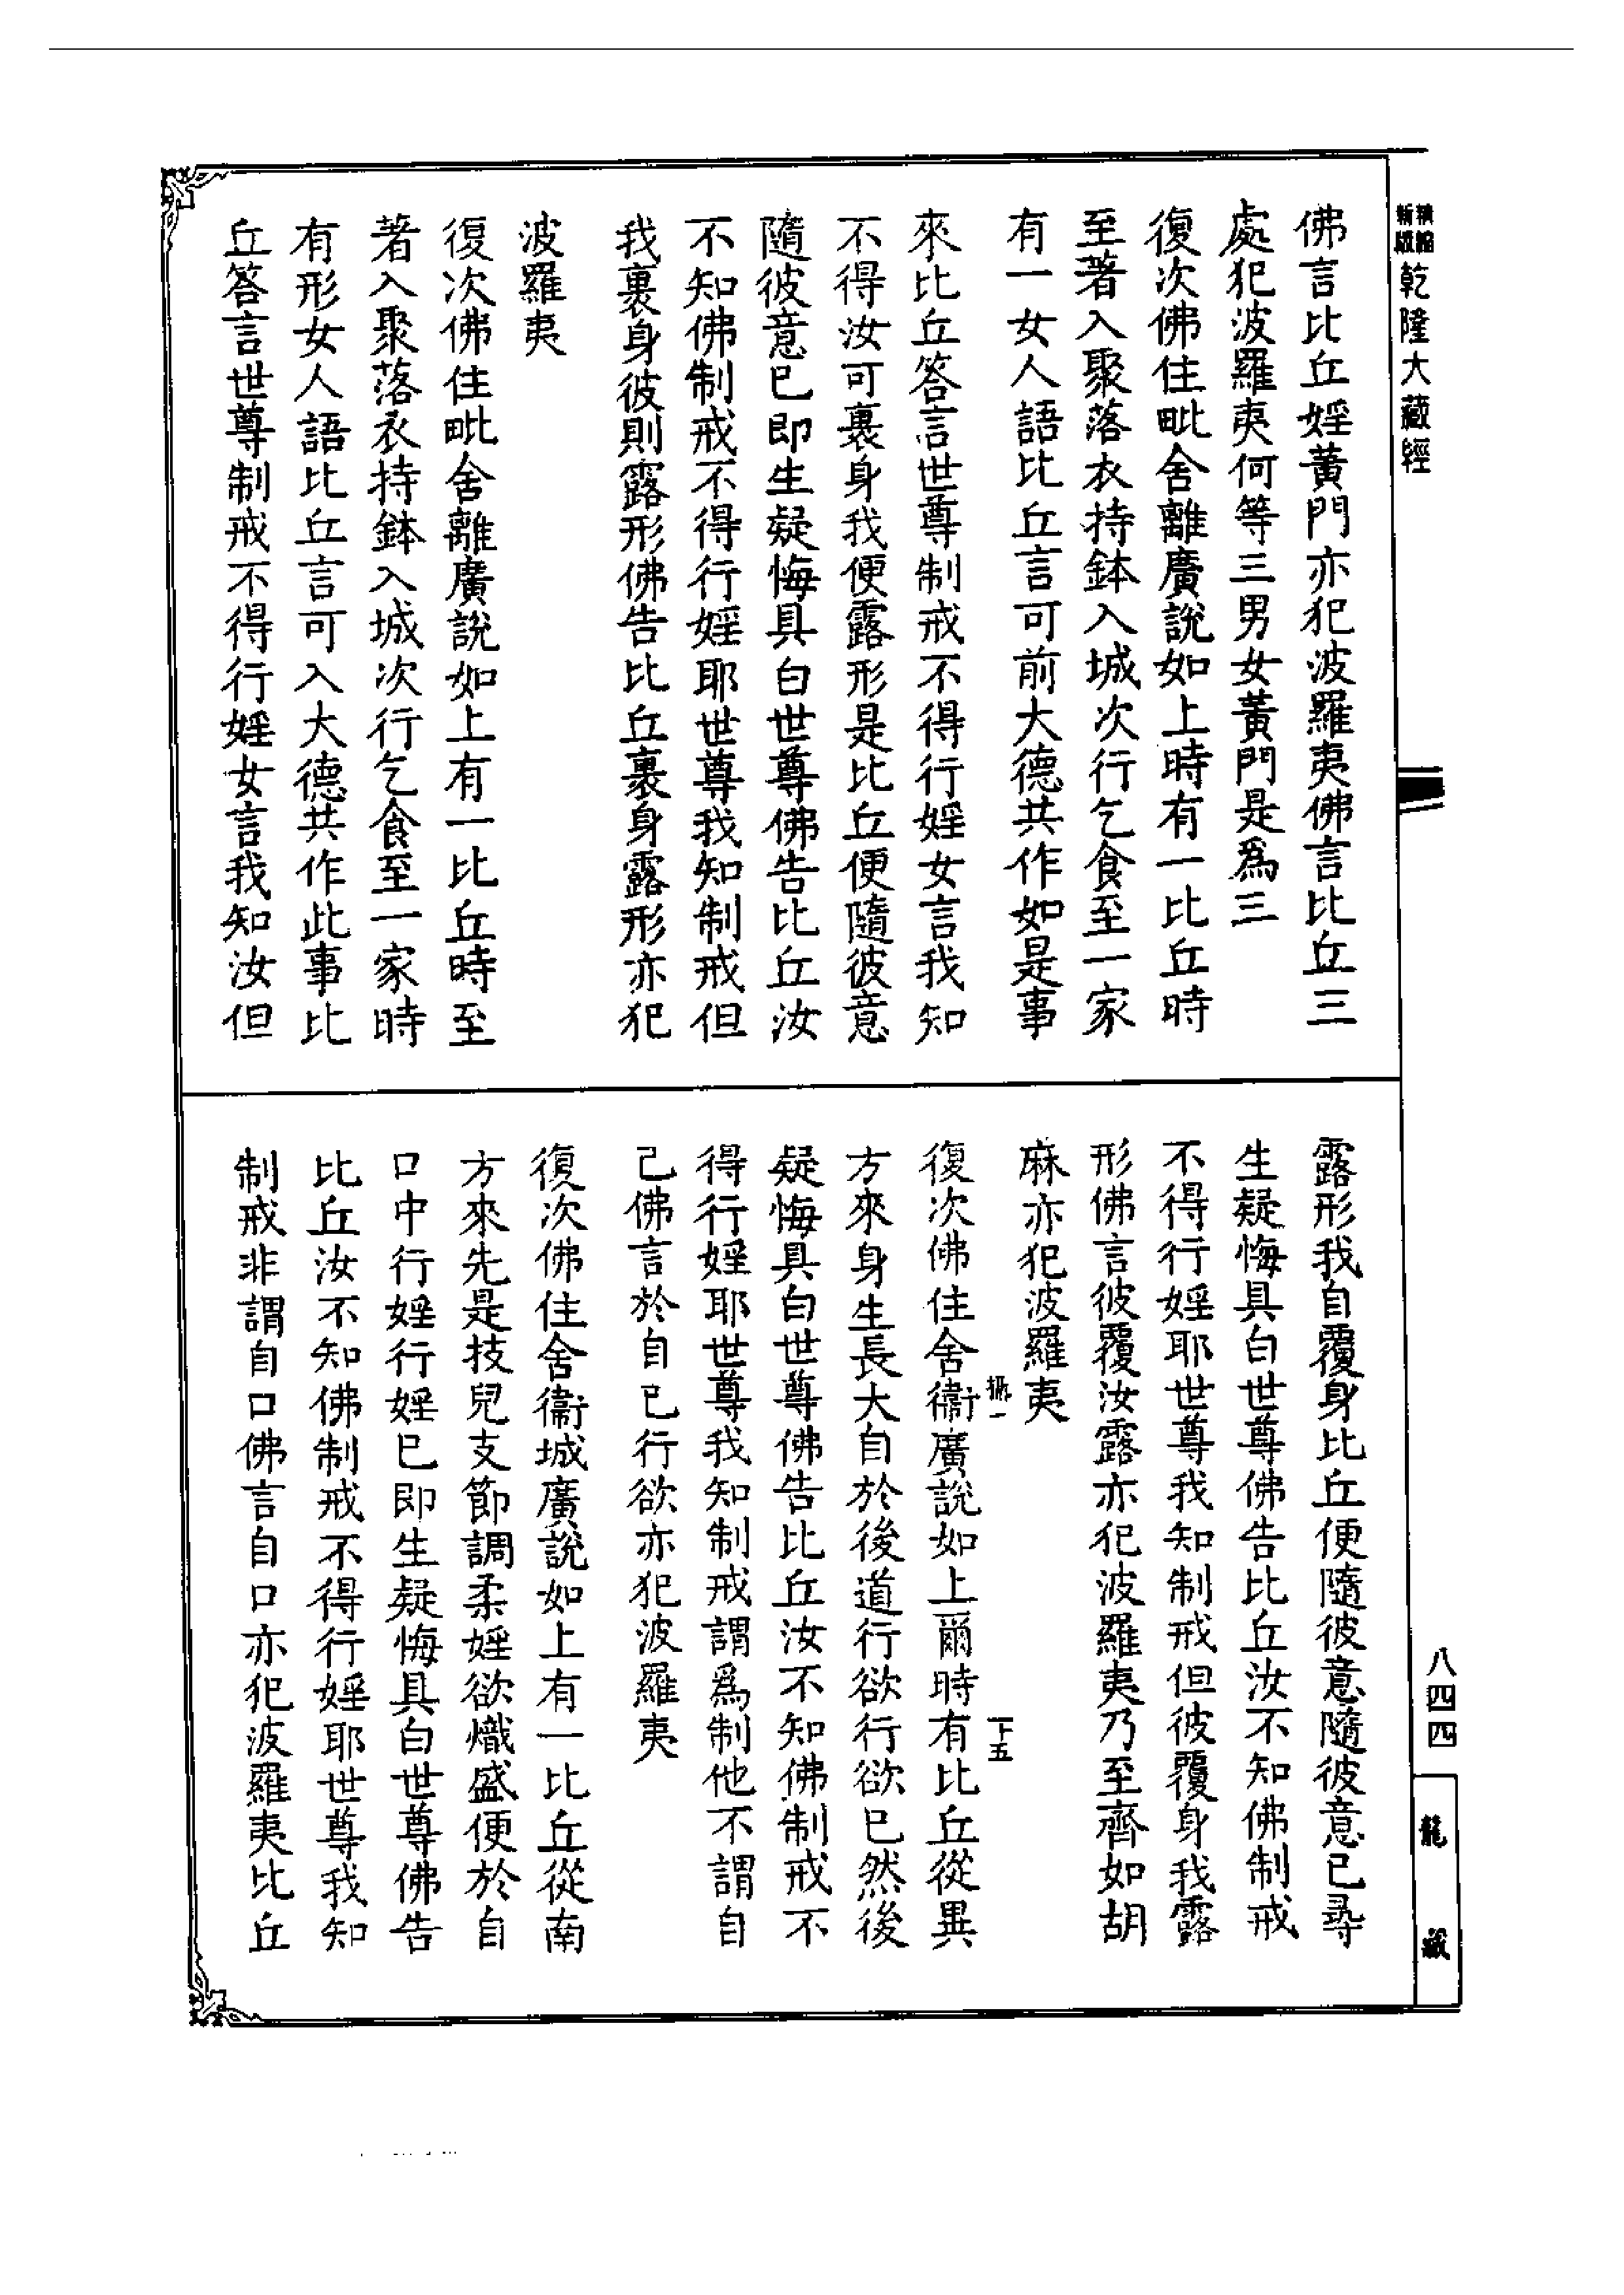 新版
精縮
乾隆大藏經
佛言比丘婬黃門亦犯波羅夷佛言比丘三
處犯波羅夷何等三男女黃門是爲三
復次佛住毗舍離廣說如上時有一比丘時
至著入聚落衣持鉢入城次行乞食至一家
有一女人語比丘言可前大德共作如是事
來比丘答言世尊制戒不得行婬女言我知
不得汝可裹身我便露形是比丘便隨彼意
隨彼意已即生疑悔具白世尊佛告比丘汝
不知佛制戒不得行婬耶世尊我知制戒但
我裹身彼則露形佛告比丘裹身露形亦犯
波羅夷
復次佛住毗舍離廣說如上有一比丘時至
著入聚落衣持鉢入城次行乞食至一家時
有形女人語比丘言可入大德共作此事比
丘答言世尊制戒不得行婬女言我知汝但
露形我自覆身比丘便隨彼意隨彼意已尋
生疑悔具白世尊佛告比丘汝不知佛制戒
不得行婬耶世尊我知制戒但彼覆身我露
形佛言彼覆汝露亦犯波羅夷乃至齊如胡
麻亦犯波羅夷
復次佛住舍衞廣說如上爾時有比丘從異
方來身生長大自於後道行欲行欲已然後
疑悔具白世尊佛告比丘汝不知佛制戒不
得行婬耶世尊我知制戒謂爲制他不謂自
己佛言於自己行欲亦犯波羅夷
復次佛住舍衞城廣說如上有一比丘從南
方來先是技兒支節調柔婬欲熾盛便於自
口中行婬行婬已即生疑悔具白世尊佛告
比丘汝不知佛制戒不得行婬耶世尊我知
制戒非謂自口佛言自口亦犯波羅夷比丘
八四四
龍藏